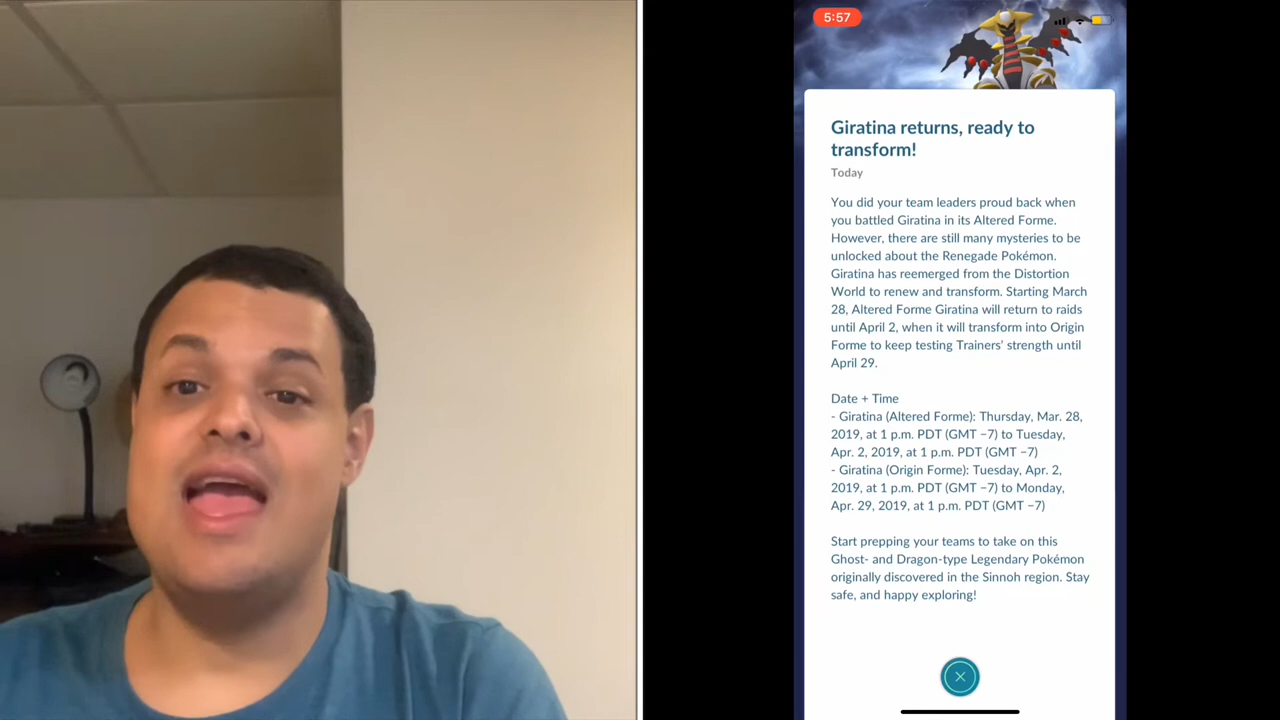 5:57
Giratina returns, ready to
transform!
Today
You did your team leaders proud back when
you battled Giratina in its Altered Forme.
However, there are still many mysteries to be
unlocked about the Renegade Pokémon.
Giratina has reemerged from the Distortion
World to renew and transform. Starting March
28, Altered Forme Giratina will return to raids
until April 2, when it will transform into Origin
Forme to keep testing Trainers' strength until
April 29.
Date + Time
- Giratina (Altered Forme): Thursday, Mar. 28,
2019, at 1 p.m. PDT (GMT −7) to Tuesday,
Apr. 2, 2019, at 1 p.m. PDT (GMT −7)
- Giratina (Origin Forme): Tuesday, Apr. 2,
2019, at 1 p.m. PDT (GMT −7) to Monday,
Apr. 29, 2019, at 1 p.m. PDT (GMT −7)
Start prepping your teams to take on this
Ghost- and Dragon-type Legendary Pokémon
originally discovered in the Sinnoh region. Stay
safe, and happy exploring!